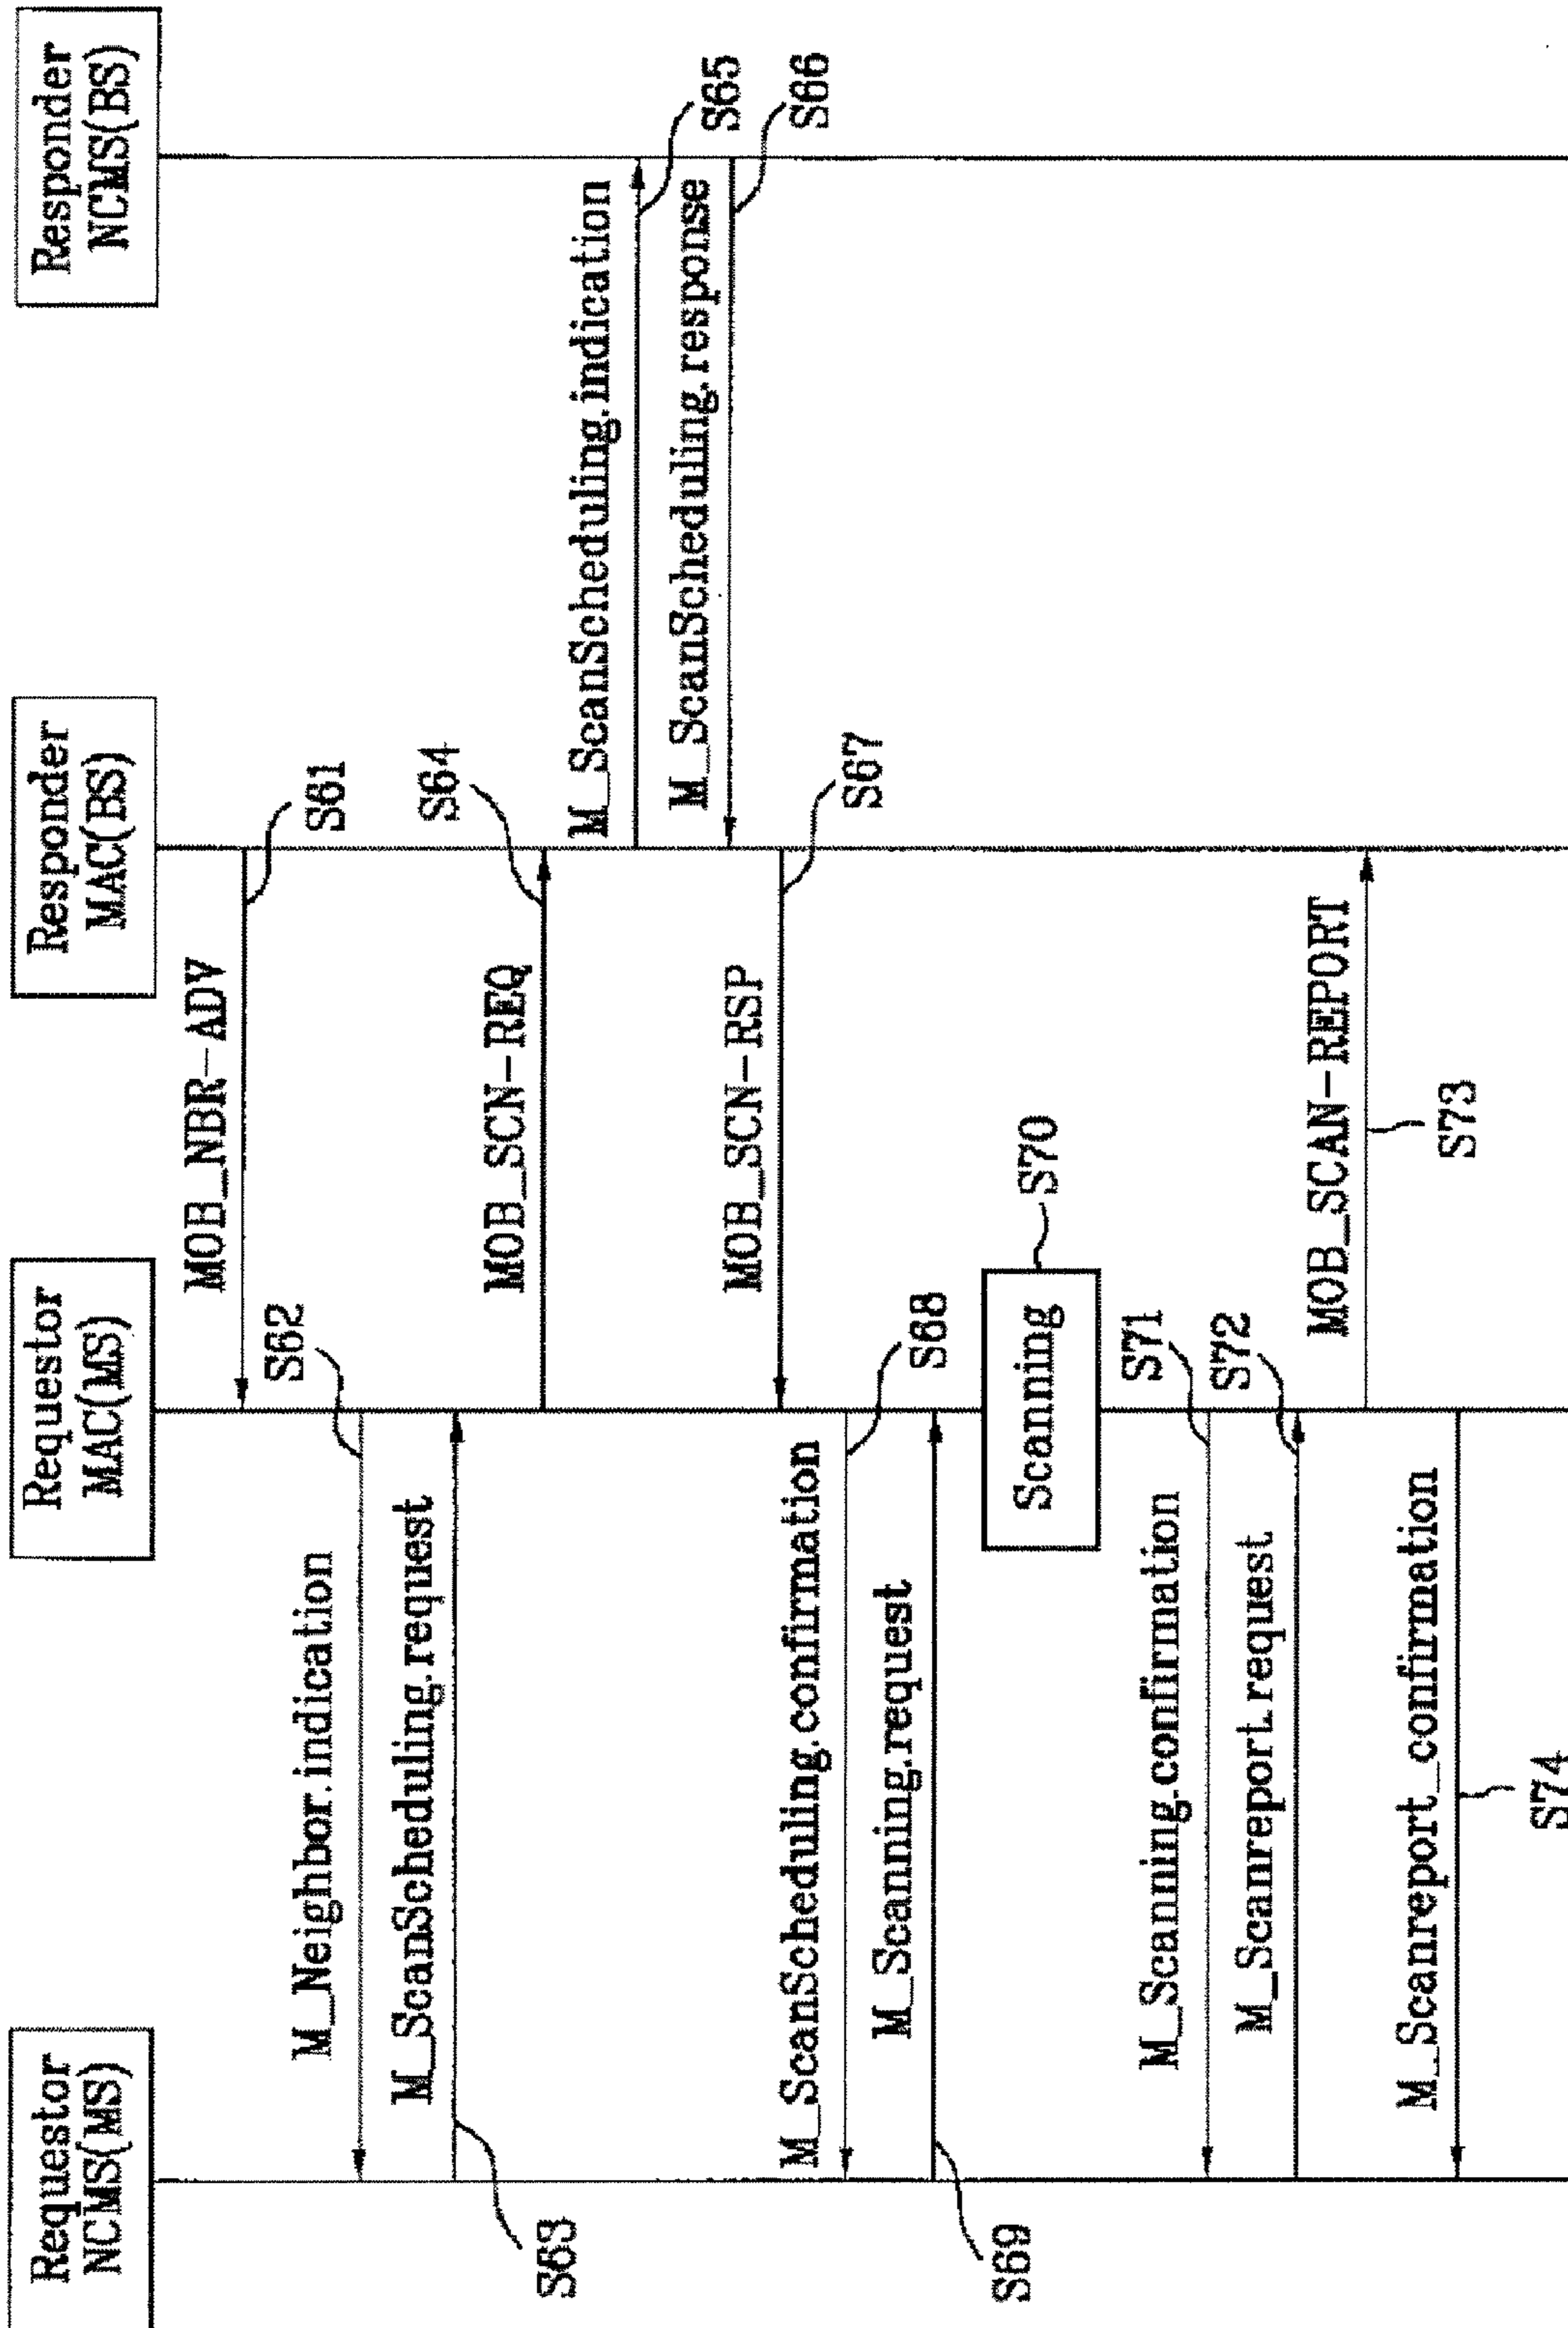 Requestor
NCMS(MS)
Requestor
MAC(MS)
Responder
MAC(BS)
Responder
NCMS(BS)
MOB_NBR-ADV
S61
M_Neighbor.indication
S62
M_ScanScheduling.request
S63
MOB_SCN-REQ
S64
M_ScanScheduling.indication
S65
M_ScanScheduling.response
S66
MOB_SCN-RSP
S67
M_ScanScheduling.confirmation
S68
M_Scanning.request
S69
Scanning
S70
M_Scanning.confirmation
S71
M_Scanreport.request
S72
MOB_SCAN-REPORT
S73
M_Scanreport_confirmation
S74